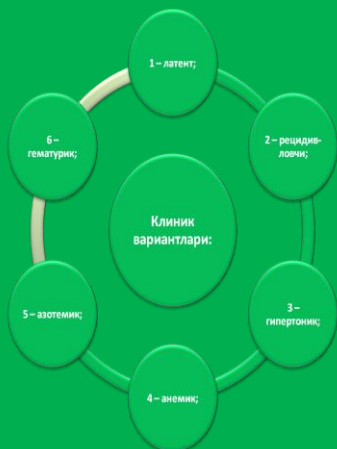 Клиник
вариантлари:
1 – латент;
2 – рецидив-
ловчи;
3 –
гипертоник;
4 – анемик;
5 – азотемик;
6 –
гематурик;